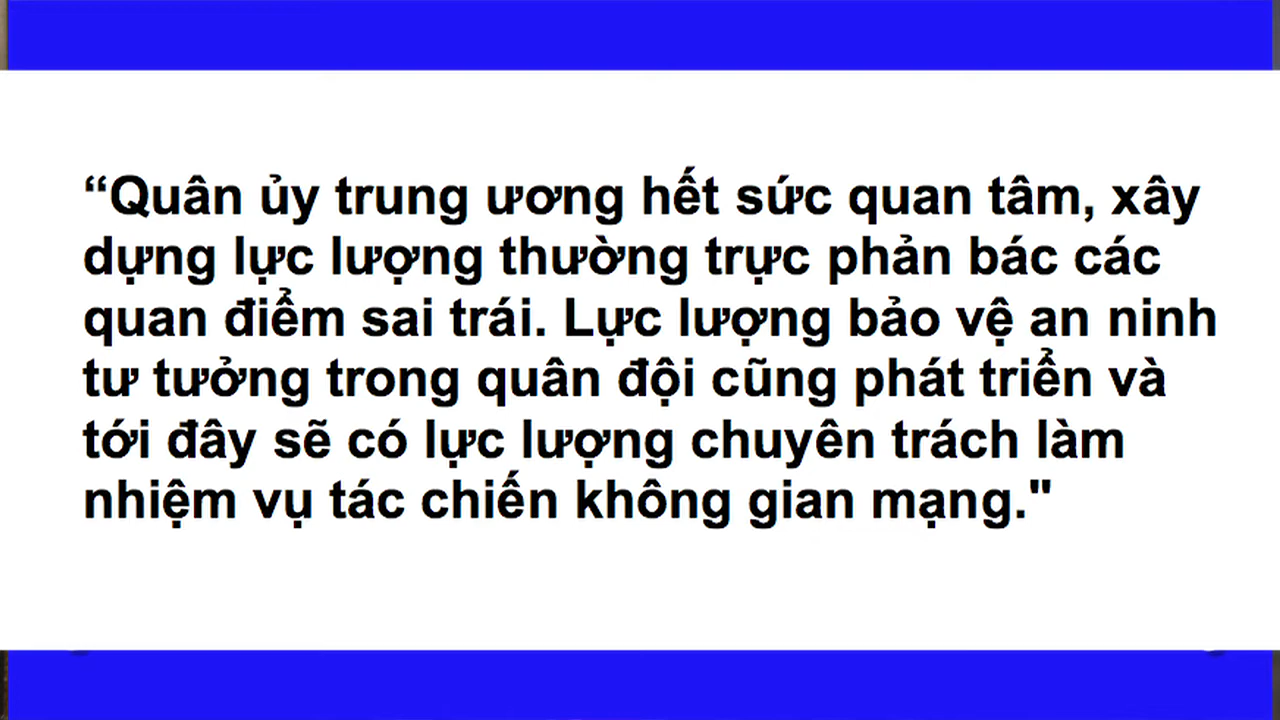 “Quân ủy trung ương hết sức quan tâm, xây
dựng lực lượng thường trực phản bác các
quan điểm sai trái. Lực lượng bảo vệ an ninh
tư tưởng trong quân đội cũng phát triển và
tới đây sẽ có lực lượng chuyên trách làm
nhiệm vụ tác chiến không gian mạng."